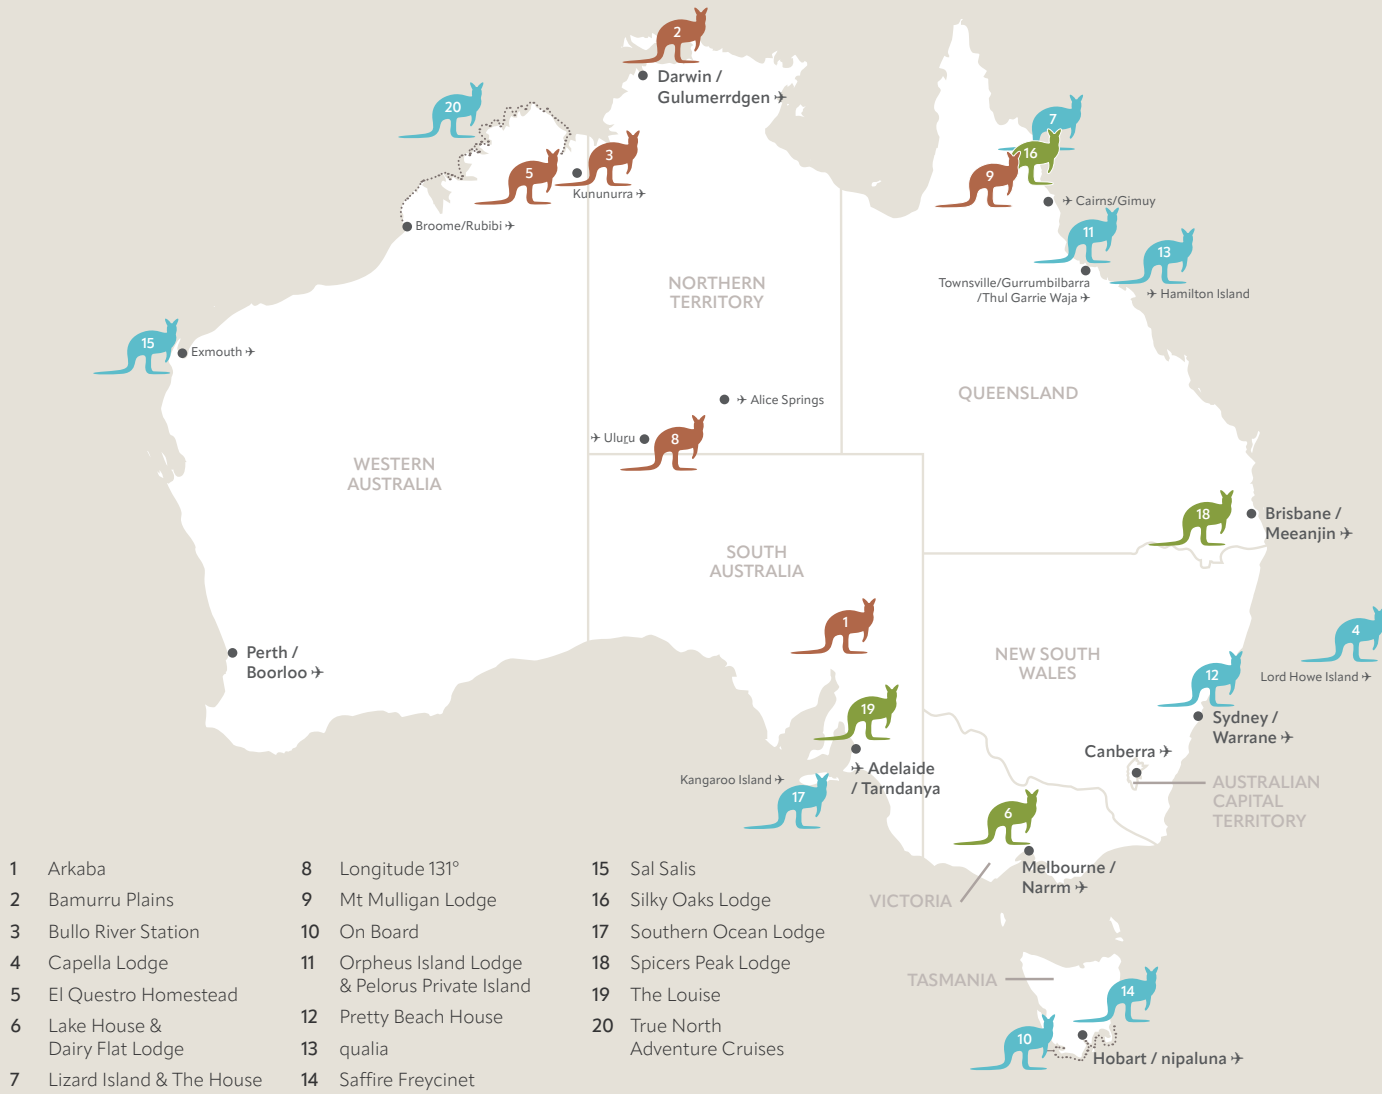 2
Darwin /
Gulumerrdgen ✈
20
7
3
16
5
9
Kununurra ✈
✈ Cairns/Gimuy
Broome/Rubibi ✈
11
13
NORTHERN
TERRITORY
Townsville/Gurrumbilbarra
/Thul Garrie Waja ✈
✈ Hamilton Island
15
Exmouth ✈
QUEENSLAND
✈ Alice Springs
✈ Uluṟu
8
WESTERN
AUSTRALIA
18
Brisbane /
Meeanjin ✈
SOUTH
AUSTRALIA
1
4
Perth /
Boorloo ✈
NEW SOUTH
WALES
12
Lord Howe Island ✈
19
Sydney /
Warrane ✈
Canberra ✈
✈ Adelaide
/ Tarndanya
Kangaroo Island ✈
17
AUSTRALIAN
CAPITAL
TERRITORY
6
Melbourne /
Narrm ✈
VICTORIA
TASMANIA
14
10
Hobart / nipaluna ✈
1 Arkaba
2 Bamurru Plains
3 Bullo River Station
4 Capella Lodge
5 El Questro Homestead
6 Lake House &
Dairy Flat Lodge
7 Lizard Island & The House
8 Longitude 131°
9 Mt Mulligan Lodge
10 On Board
11 Orpheus Island Lodge
& Pelorus Private Island
12 Pretty Beach House
13 qualia
14 Saffire Freycinet
15 Sal Salis
16 Silky Oaks Lodge
17 Southern Ocean Lodge
18 Spicers Peak Lodge
19 The Louise
20 True North
Adventure Cruises